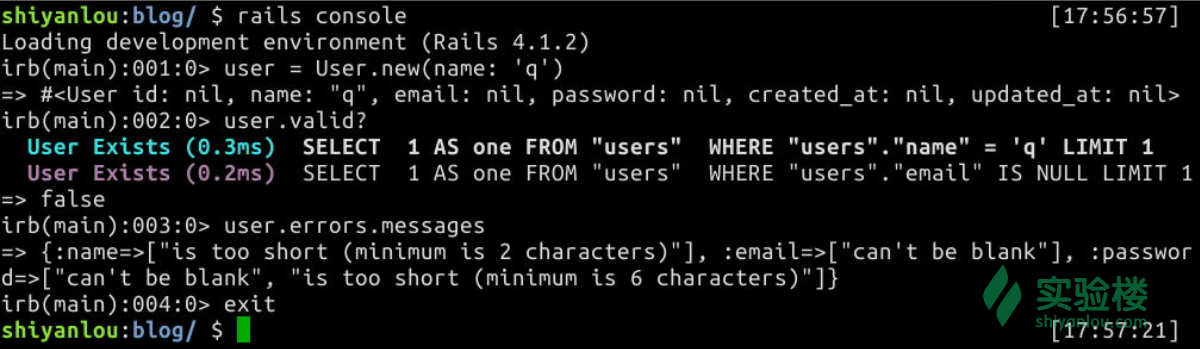 shiyanlou:blog/ $ rails console [17:56:57]
Loading development environment (Rails 4.1.2)
irb(main):001:0> user = User.new(name: 'q')
=> #<User id: nil, name: "q", email: nil, password: nil, created_at: nil, updated_at: nil>
irb(main):002:0> user.valid?
  User Exists (0.3ms)  SELECT  1 AS one FROM "users"  WHERE "users"."name" = 'q' LIMIT 1
  User Exists (0.2ms)  SELECT  1 AS one FROM "users"  WHERE "users"."email" IS NULL LIMIT 1
=> false
irb(main):003:0> user.errors.messages
=> {:name=>["is too short (minimum is 2 characters)"], :email=>["can't be blank"], :passwor
d=>["can't be blank", "is too short (minimum is 6 characters)"]}
irb(main):004:0> exit
shiyanlou:blog/ $ [17:57:21]
实验楼
shiyanlou.com